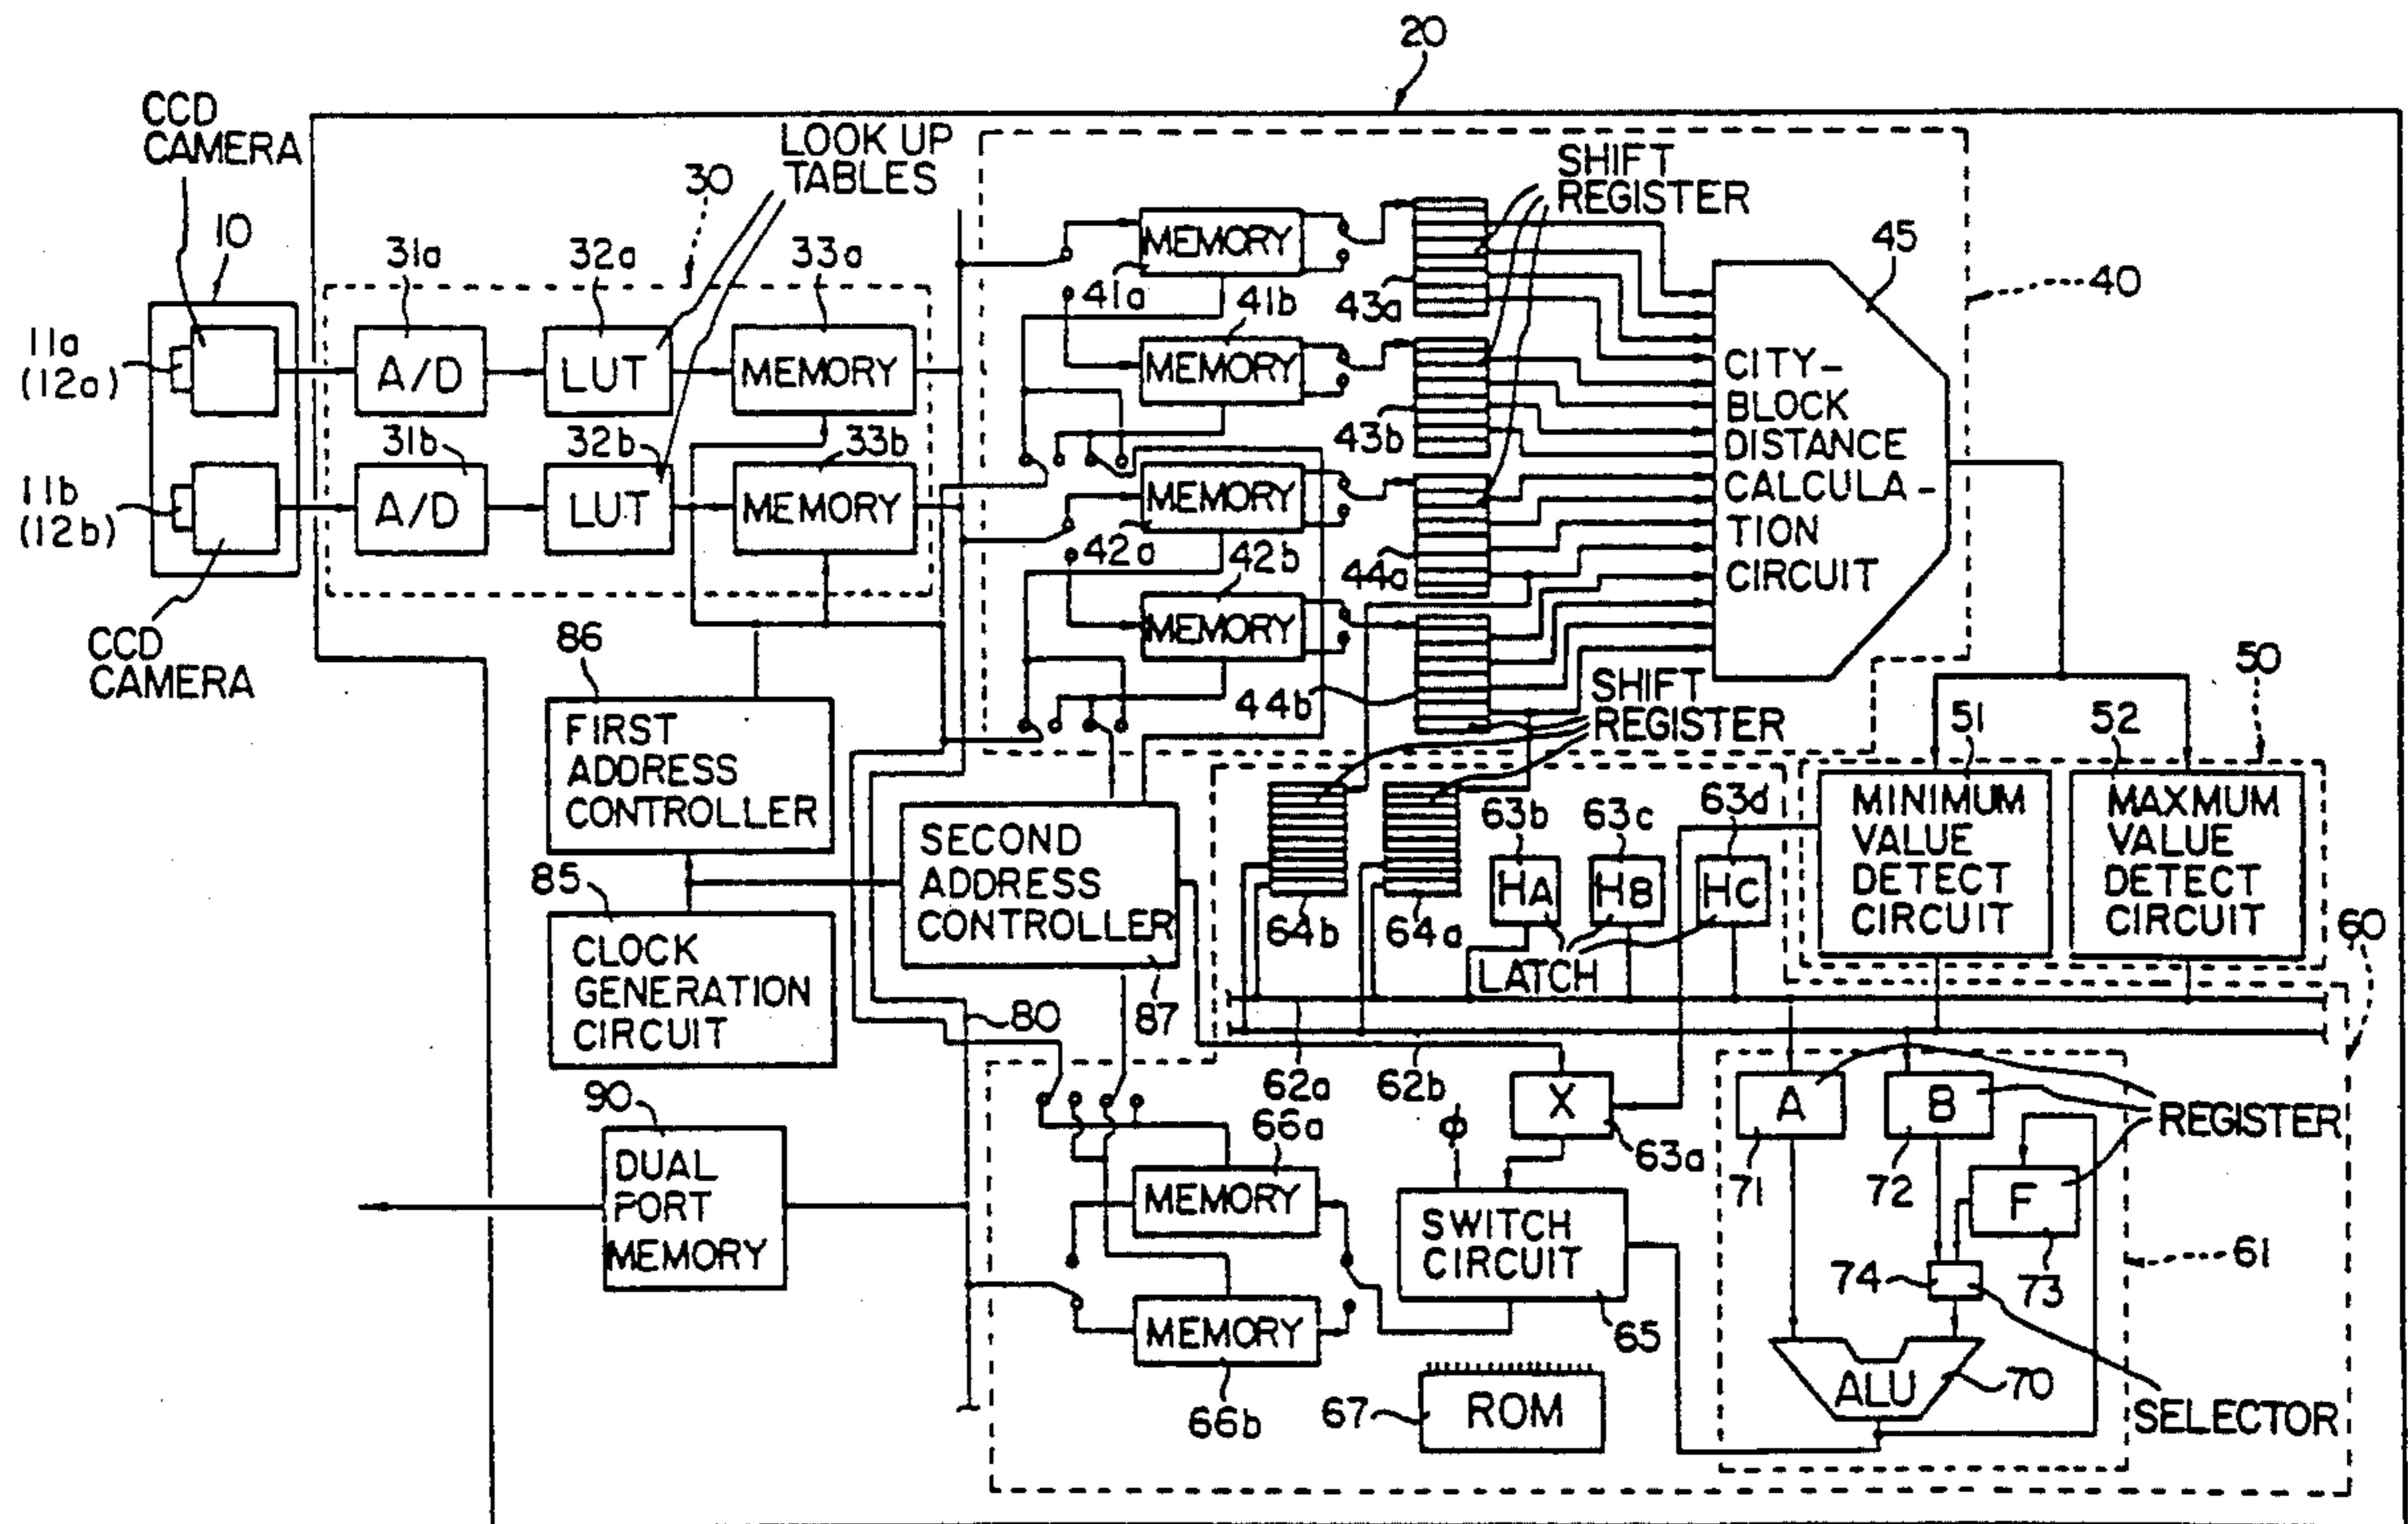 20
CCD
CAMERA
LOOK UP
TABLES
30
SHIFT
REGISTER
10
31a
32a
33a
MEMORY
41a
41b
43a
45
40
11a
(12a)
A/D
LUT
MEMORY
MEMORY
43b
CITY-
BLOCK
DISTANCE
CALCULA-
TION
CIRCUIT
31b
32b
33b
11b
(12b)
A/D
LUT
MEMORY
MEMORY
42a
42b
44a
MEMORY
44b
CCD
CAMERA
86
FIRST
ADDRESS
CONTROLLER
SHIFT
REGISTER
50
51
52
MINIMUM
VALUE
DETECT
CIRCUIT
MAXMUM
VALUE
DETECT
CIRCUIT
SECOND
ADDRESS
CONTROLLER
63b
63c
63d
HA
HB
HC
64b
64a
LATCH
60
85
CLOCK
GENERATION
CIRCUIT
80
87
62a
62b
X
63a
A
B
REGISTER
71
72
F
73
90
DUAL
PORT
MEMORY
66a
MEMORY
Φ
SWITCH
CIRCUIT
65
74
61
MEMORY
66b
67
ROM
ALU
70
SELECTOR